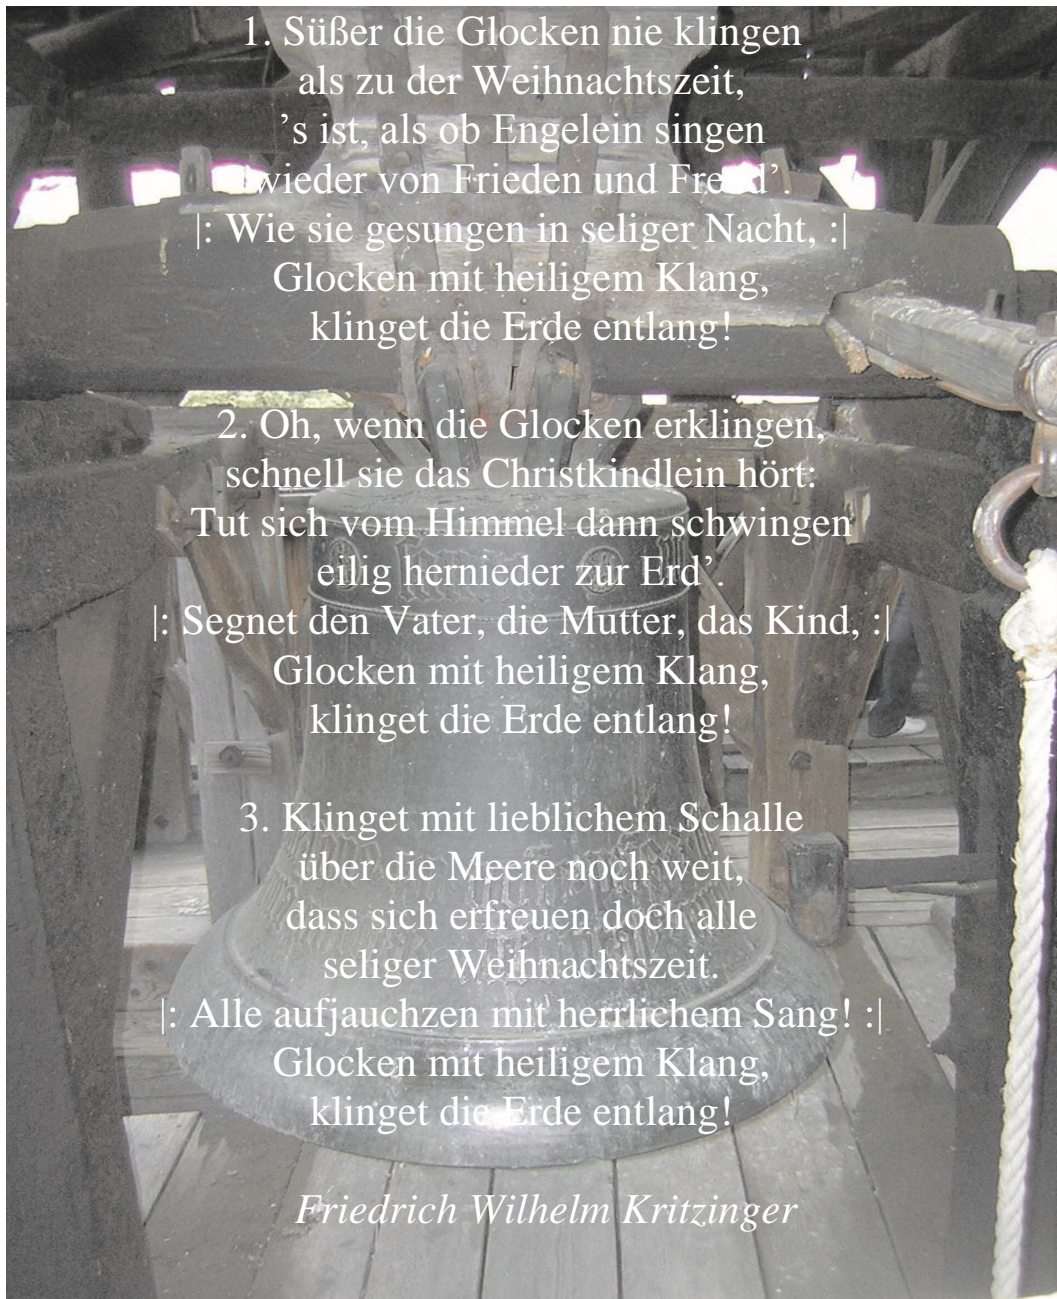 1. Süßer die Glocken nie klingen
als zu der Weihnachtszeit,
’s ist, als ob Engelein singen
wieder von Frieden und Freud’.
|: Wie sie gesungen in seliger Nacht, :|
Glocken mit heiligem Klang,
klinget die Erde entlang!
2. Oh, wenn die Glocken erklingen,
schnell sie das Christkindlein hört:
Tut sich vom Himmel dann schwingen
eilig hernieder zur Erd’.
|: Segnet den Vater, die Mutter, das Kind, :|
Glocken mit heiligem Klang,
klinget die Erde entlang!
3. Klinget mit lieblichem Schalle
über die Meere noch weit,
dass sich erfreuen doch alle
seliger Weihnachtszeit.
|: Alle aufjauchzen mit herrlichem Sang! :|
Glocken mit heiligem Klang,
klinget die Erde entlang!
Friedrich Wilhelm Kritzinger